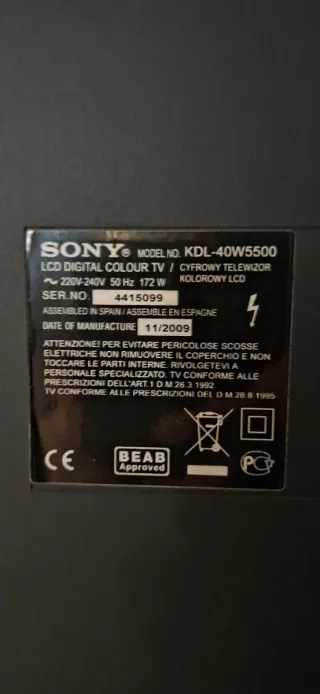 SONY® MODEL NO. KDL-40W5500
LCD DIGITAL COLOUR TV / CYFROWY TELEWIZOR
KOLOROWY LCD
~ 220V-240V 50 Hz 172 W
SER.NO. 4415099
ASSEMBLED IN SPAIN / ASSEMBLÉE EN ESPAGNE
DATE OF MANUFACTURE 11/2009
ATTENZIONE! PER EVITARE PERICOLOSE SCOSSE
ELETTRICHE NON RIMUOVERE IL COPERCHIO E NON
TOCCARE LE PARTI INTERNE. RIVOLGETEVI A
PERSONALE SPECIALIZZATO. TV CONFORME ALLE
PRESCRIZIONI DELL'ART.1 D.M.26.3 1992
TV CONFORME ALLE PRESCRIZIONI DEL D.M.28 8 1995
CE
BEAB
Approved